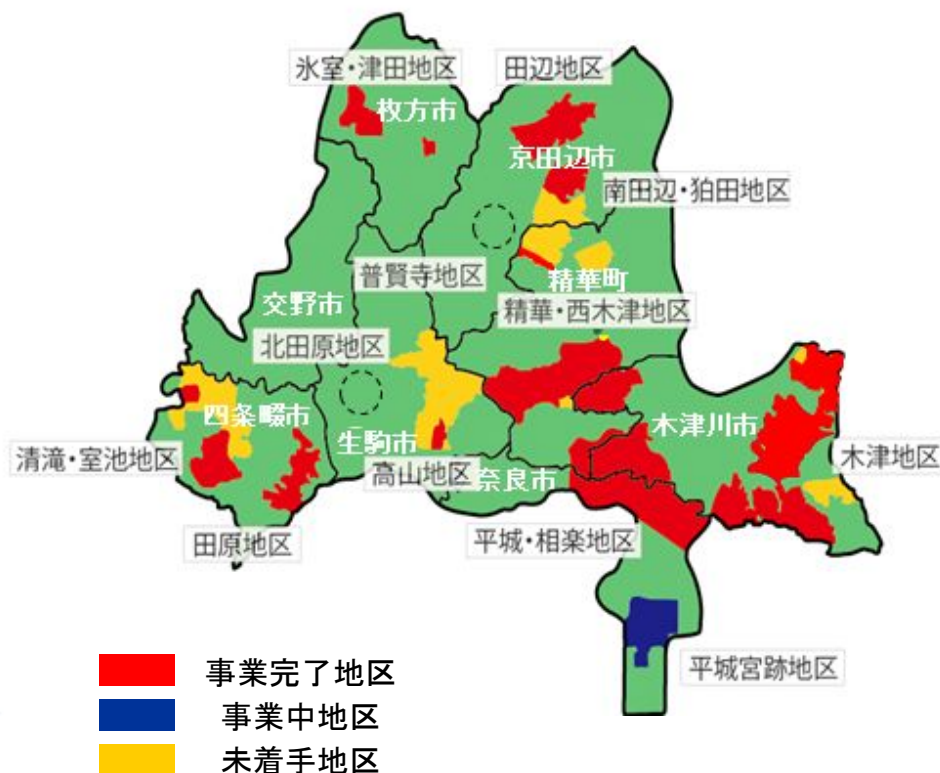 氷室・津田地区
田辺地区
枚方市
京田辺市
南田辺・狛田地区
普賢寺地区
精華町
交野市
精華・西木津地区
北田原地区
四条畷市
木津川市
生駒市
清滝・室池地区
高山地区
奈良市
木津地区
田原地区
平城・相楽地区
平城宮跡地区
事業完了地区
事業中地区
未着手地区